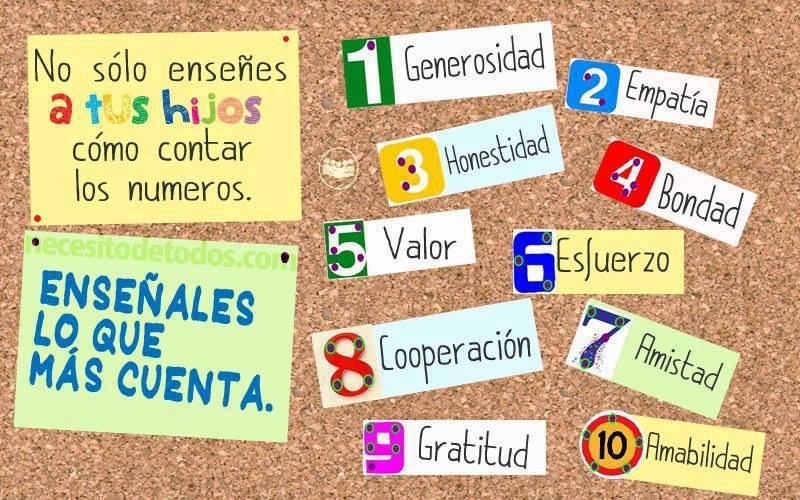 No sólo enseñes
a tus hijos
cómo contar
los numeros.
necesitodetodos.com
ENSEÑALES
LO QUE
MÁS CUENTA.
1 Generosidad
2 Empatía
3 Honestidad
4 Bondad
5 Valor
6 Esfuerzo
7 Amistad
8 Cooperación
9 Gratitud
10 Amabilidad